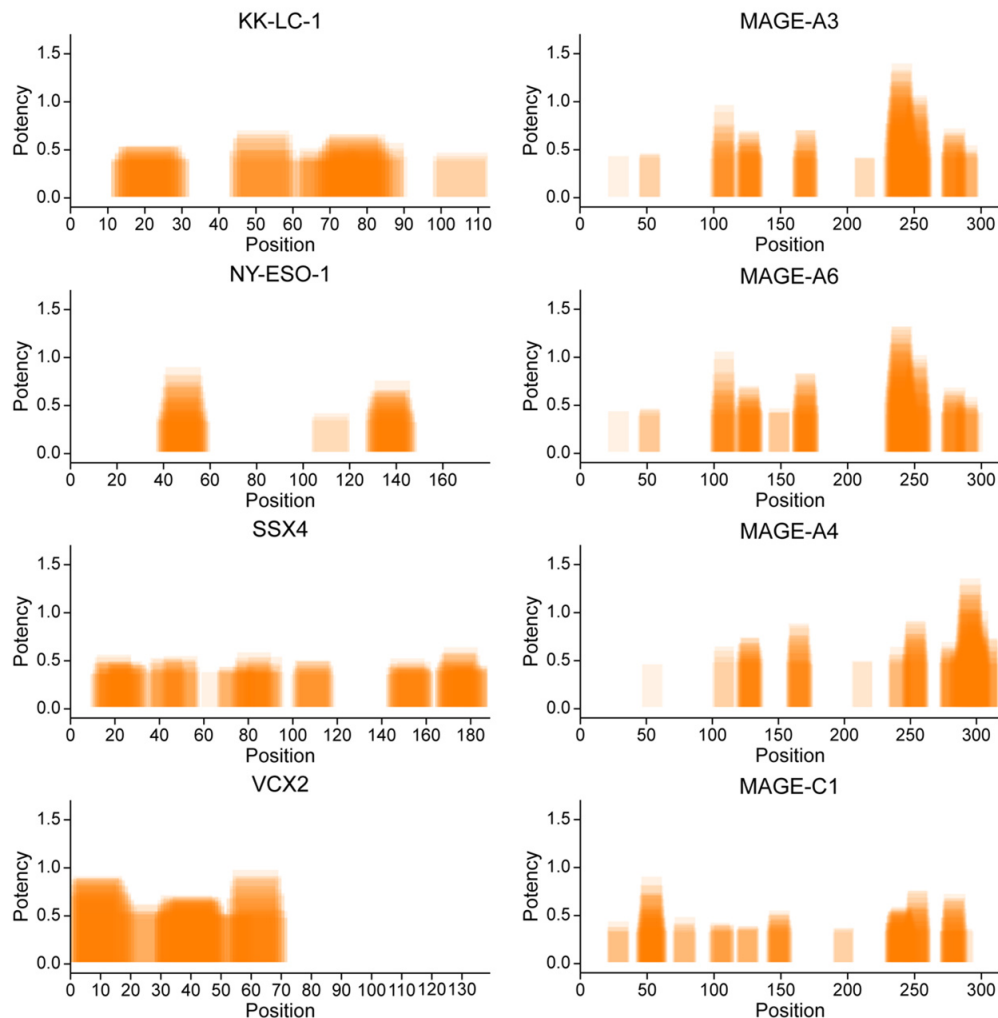 KK-LC-1
Potency
1.5
1.0
0.5
0.0
0 10 20 30 40 50 60 70 80 90 100 110
Position
MAGE-A3
Potency
1.5
1.0
0.5
0.0
0 50 100 150 200 250 300
Position
NY-ESO-1
Potency
1.5
1.0
0.5
0.0
0 20 40 60 80 100 120 140 160
Position
MAGE-A6
Potency
1.5
1.0
0.5
0.0
0 50 100 150 200 250 300
Position
SSX4
Potency
1.5
1.0
0.5
0.0
0 20 40 60 80 100 120 140 160 180
Position
MAGE-A4
Potency
1.5
1.0
0.5
0.0
0 50 100 150 200 250 300
Position
VCX2
Potency
1.5
1.0
0.5
0.0
0 10 20 30 40 50 60 70 80 90 100 110 120 130
Position
MAGE-C1
Potency
1.5
1.0
0.5
0.0
0 50 100 150 200 250 300
Position